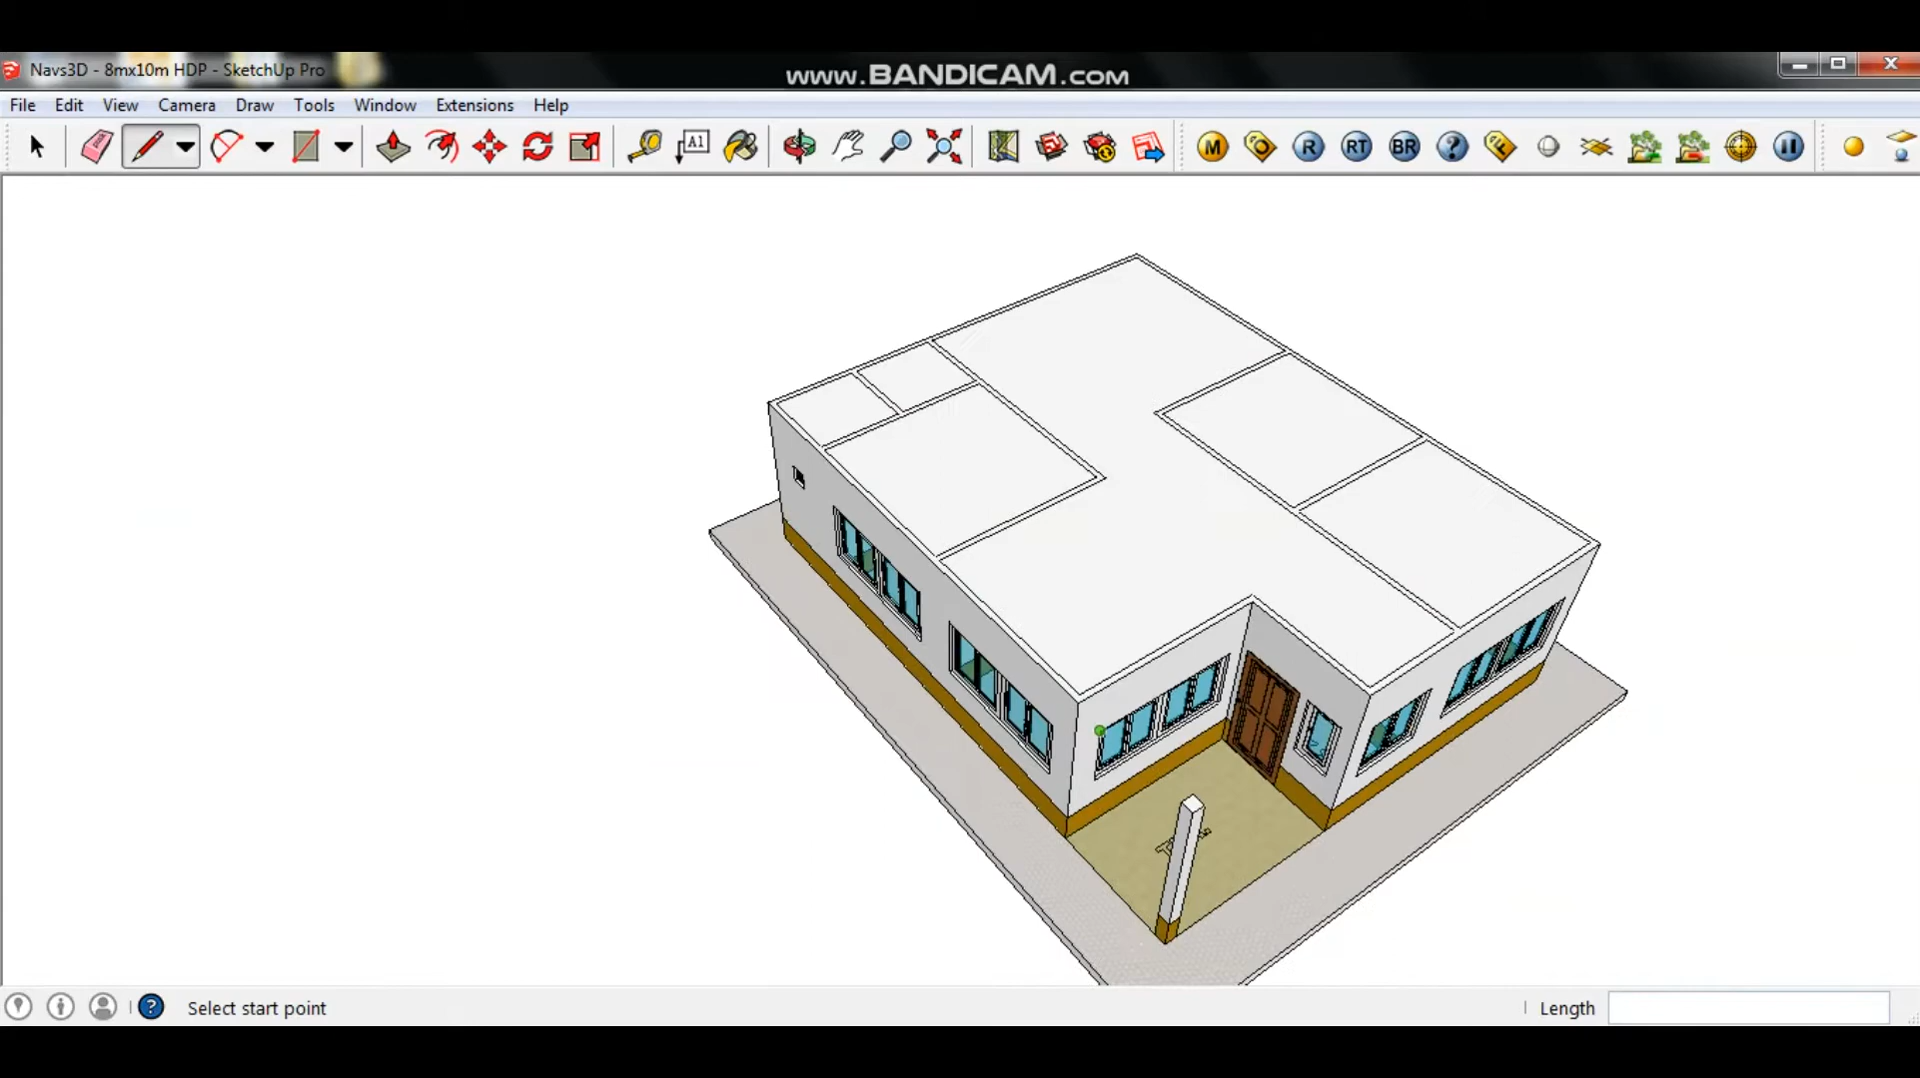 Navs3D - 8mx10m HDP - SketchUp Pro
www.BANDICAM.com
File Edit View Camera Draw Tools Window Extensions Help
A1
M R RT BR ? F
? Select start point Length